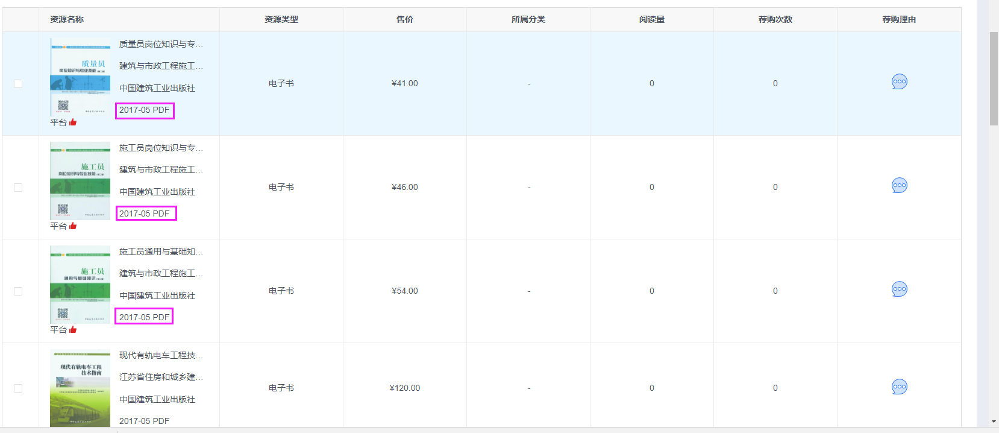 资源名称 资源类型 售价 所属分类 阅读量 荐购次数 荐购理由
质量员
岗位知识与专业技能
质量员岗位知识与专...
建筑与市政工程施工...
中国建筑工业出版社
2017-05 PDF
平台
电子书 ¥41.00 - 0 0
施工员
岗位知识与专业技能
施工员岗位知识与专...
建筑与市政工程施工...
中国建筑工业出版社
2017-05 PDF
平台
电子书 ¥46.00 - 0 0
施工员
通用与基础知识
施工员通用与基础知...
建筑与市政工程施工...
中国建筑工业出版社
2017-05 PDF
平台
电子书 ¥54.00 - 0 0
现代有轨电车工程
技术指南
现代有轨电车工程技...
江苏省住房和城乡建...
中国建筑工业出版社
2017-05 PDF
电子书 ¥120.00 - 0 0